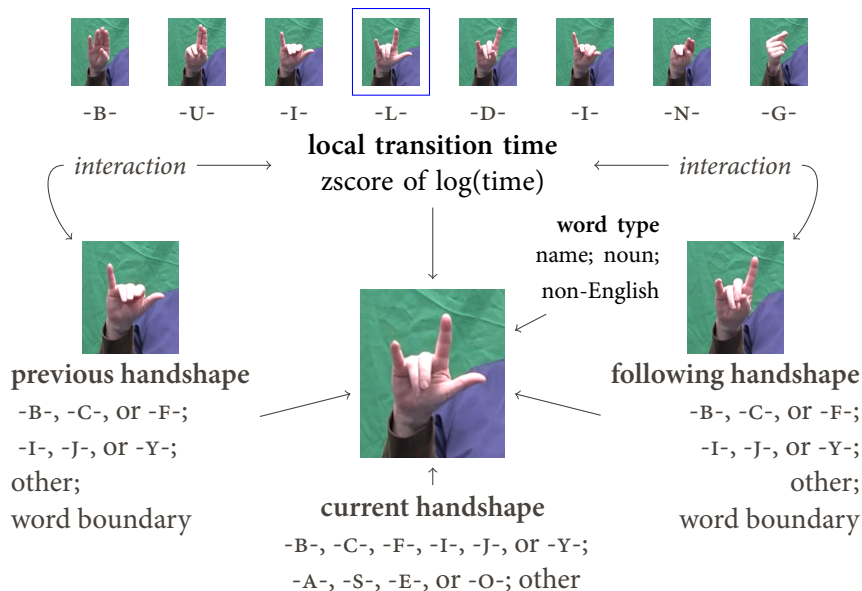 -B- -U- -I- -L- -D- -I- -N- -G-
local transition time
interaction
zscore of log(time)
interaction
word type
name; noun;
non-English
previous handshape
-B-, -C-, or -F-;
-I-, -J-, or -Y-;
other;
word boundary
following handshape
-B-, -C-, or -F-;
-I-, -J-, or -Y-;
other;
word boundary
current handshape
-B-, -C-, -F-, -I-, -J-, or -Y-;
-A-, -S-, -E-, or -O-; other